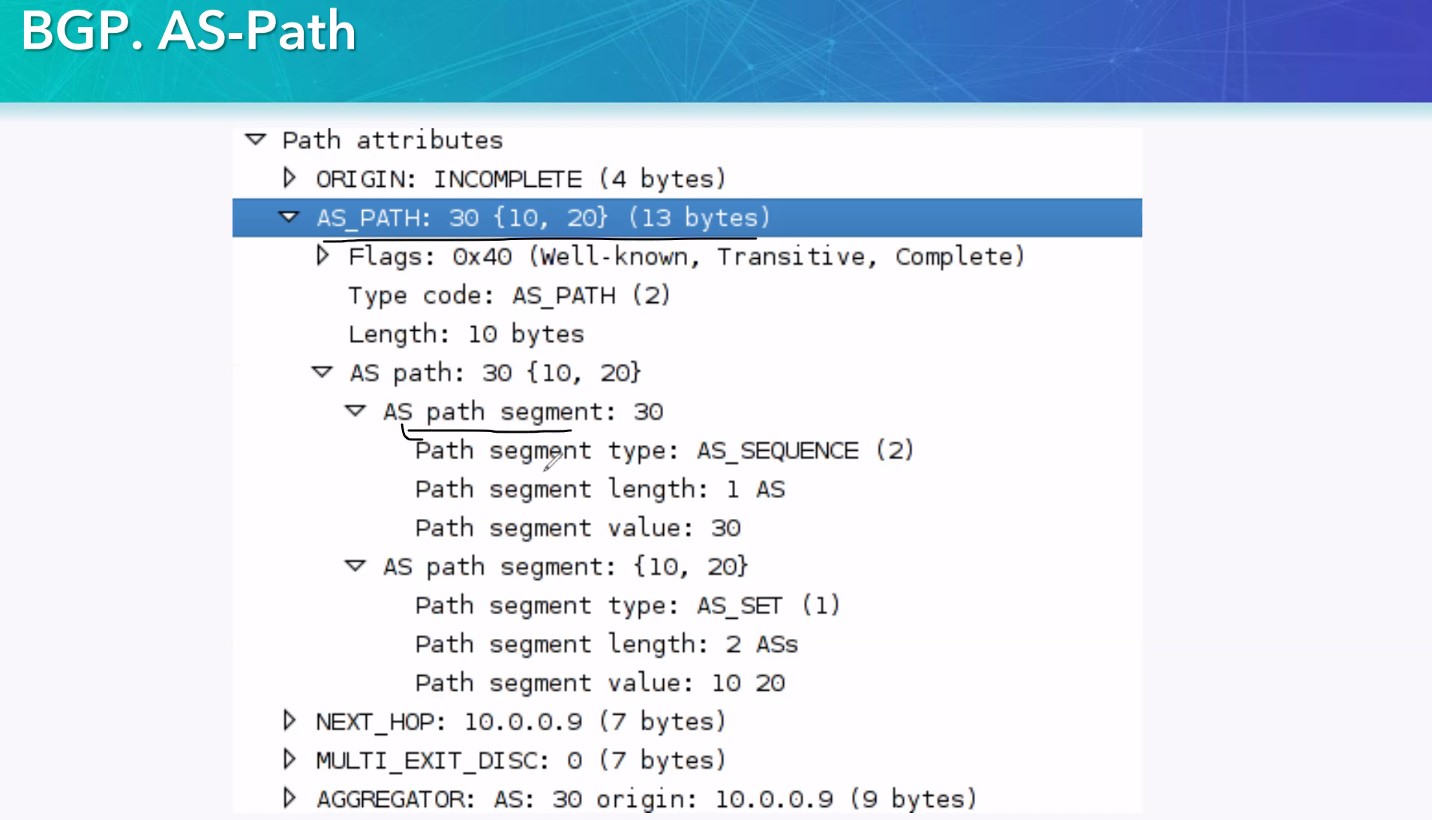 BGP. AS-Path
Path attributes
ORIGIN: INCOMPLETE (4 bytes)
AS_PATH: 30 {10, 20} (13 bytes)
Flags: 0x40 (Well-known, Transitive, Complete)
Type code: AS_PATH (2)
Length: 10 bytes
AS path: 30 {10, 20}
AS path segment: 30
Path segment type: AS_SEQUENCE (2)
Path segment length: 1 AS
Path segment value: 30
AS path segment: {10, 20}
Path segment type: AS_SET (1)
Path segment length: 2 ASs
Path segment value: 10 20
NEXT_HOP: 10.0.0.9 (7 bytes)
MULTI_EXIT_DISC: 0 (7 bytes)
AGGREGATOR: AS: 30 origin: 10.0.0.9 (9 bytes)